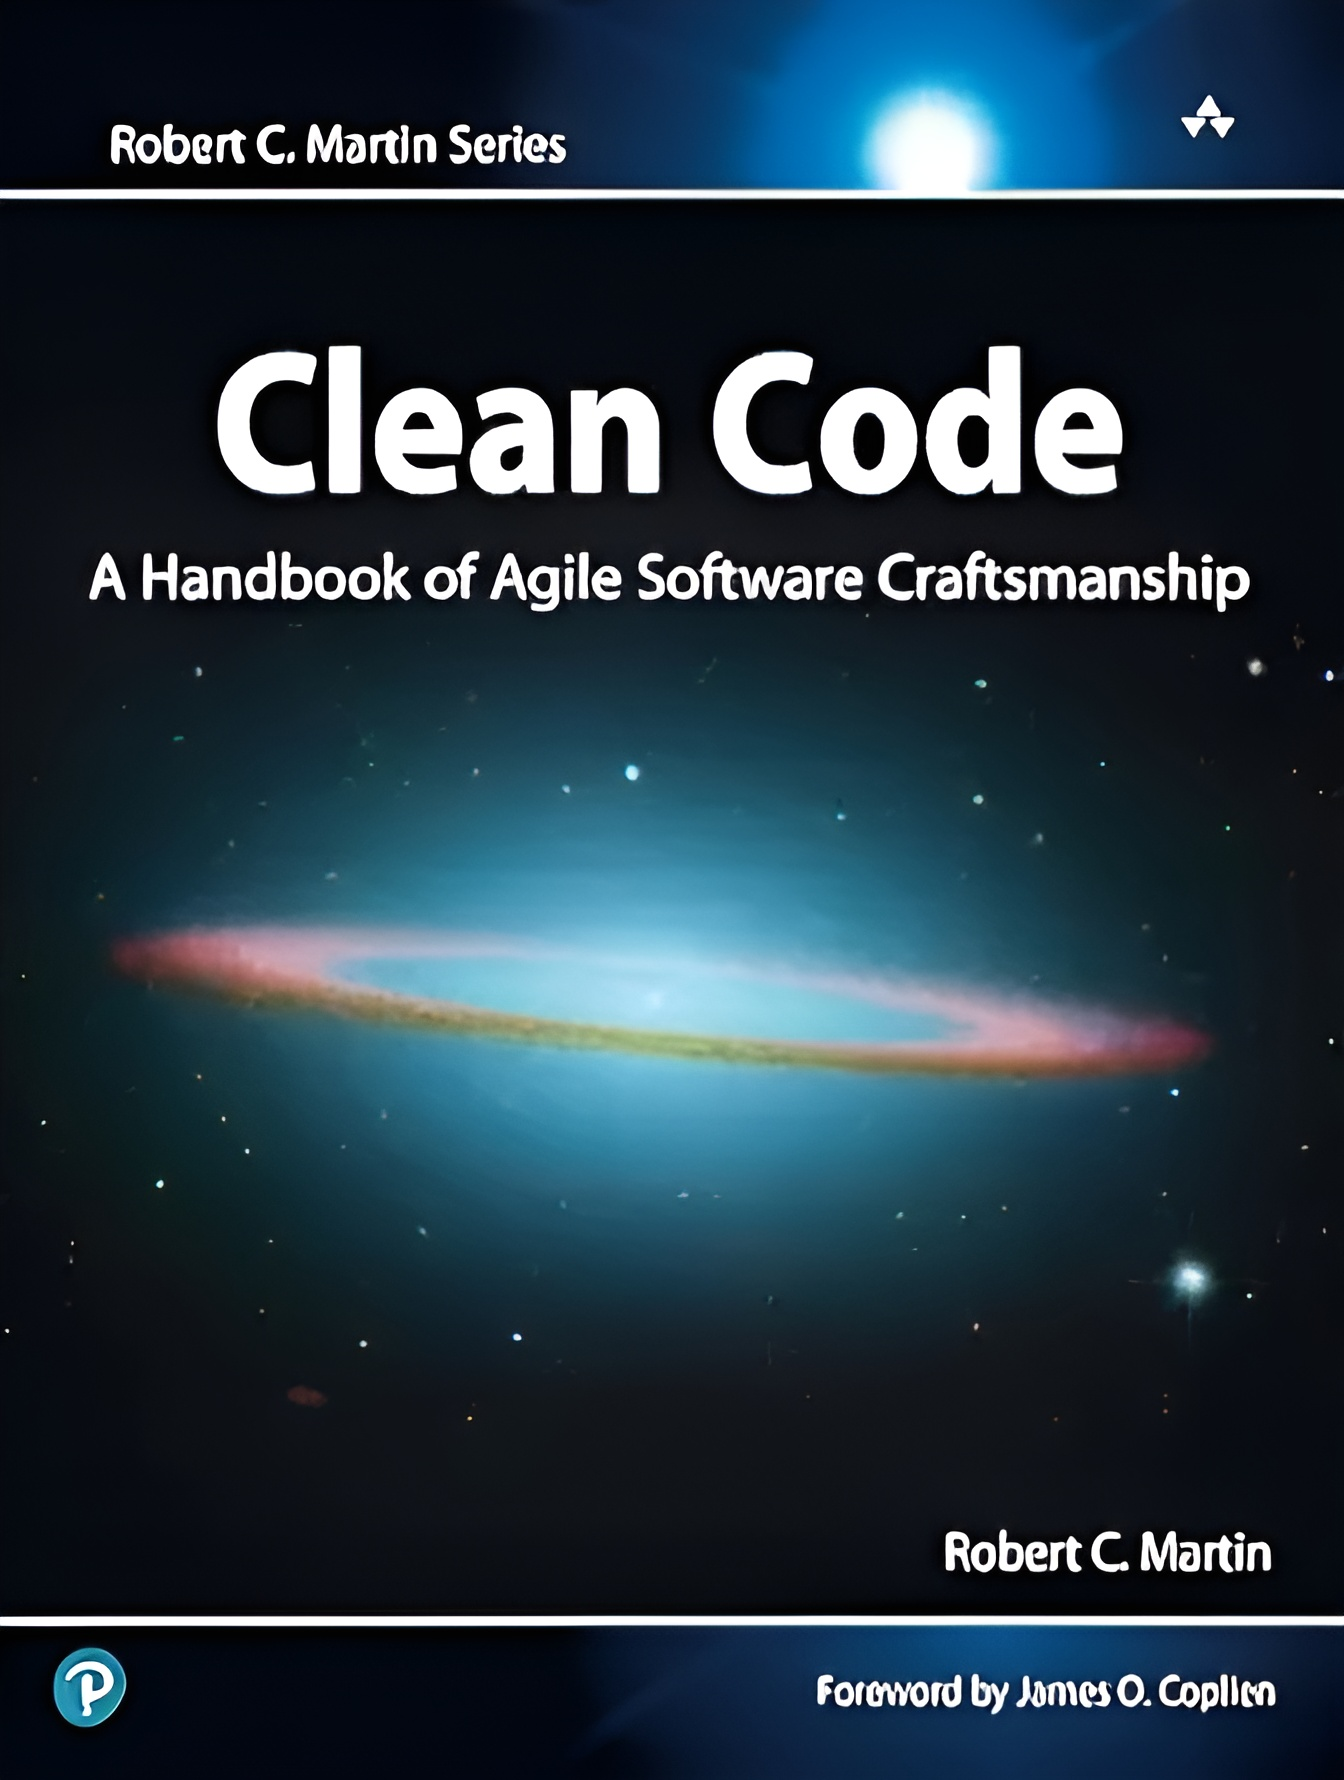 Robert C. Martin Series
Clean Code
A Handbook of Agile Software Craftsmanship
Robert C. Martin
Foreword by James O. Coplien